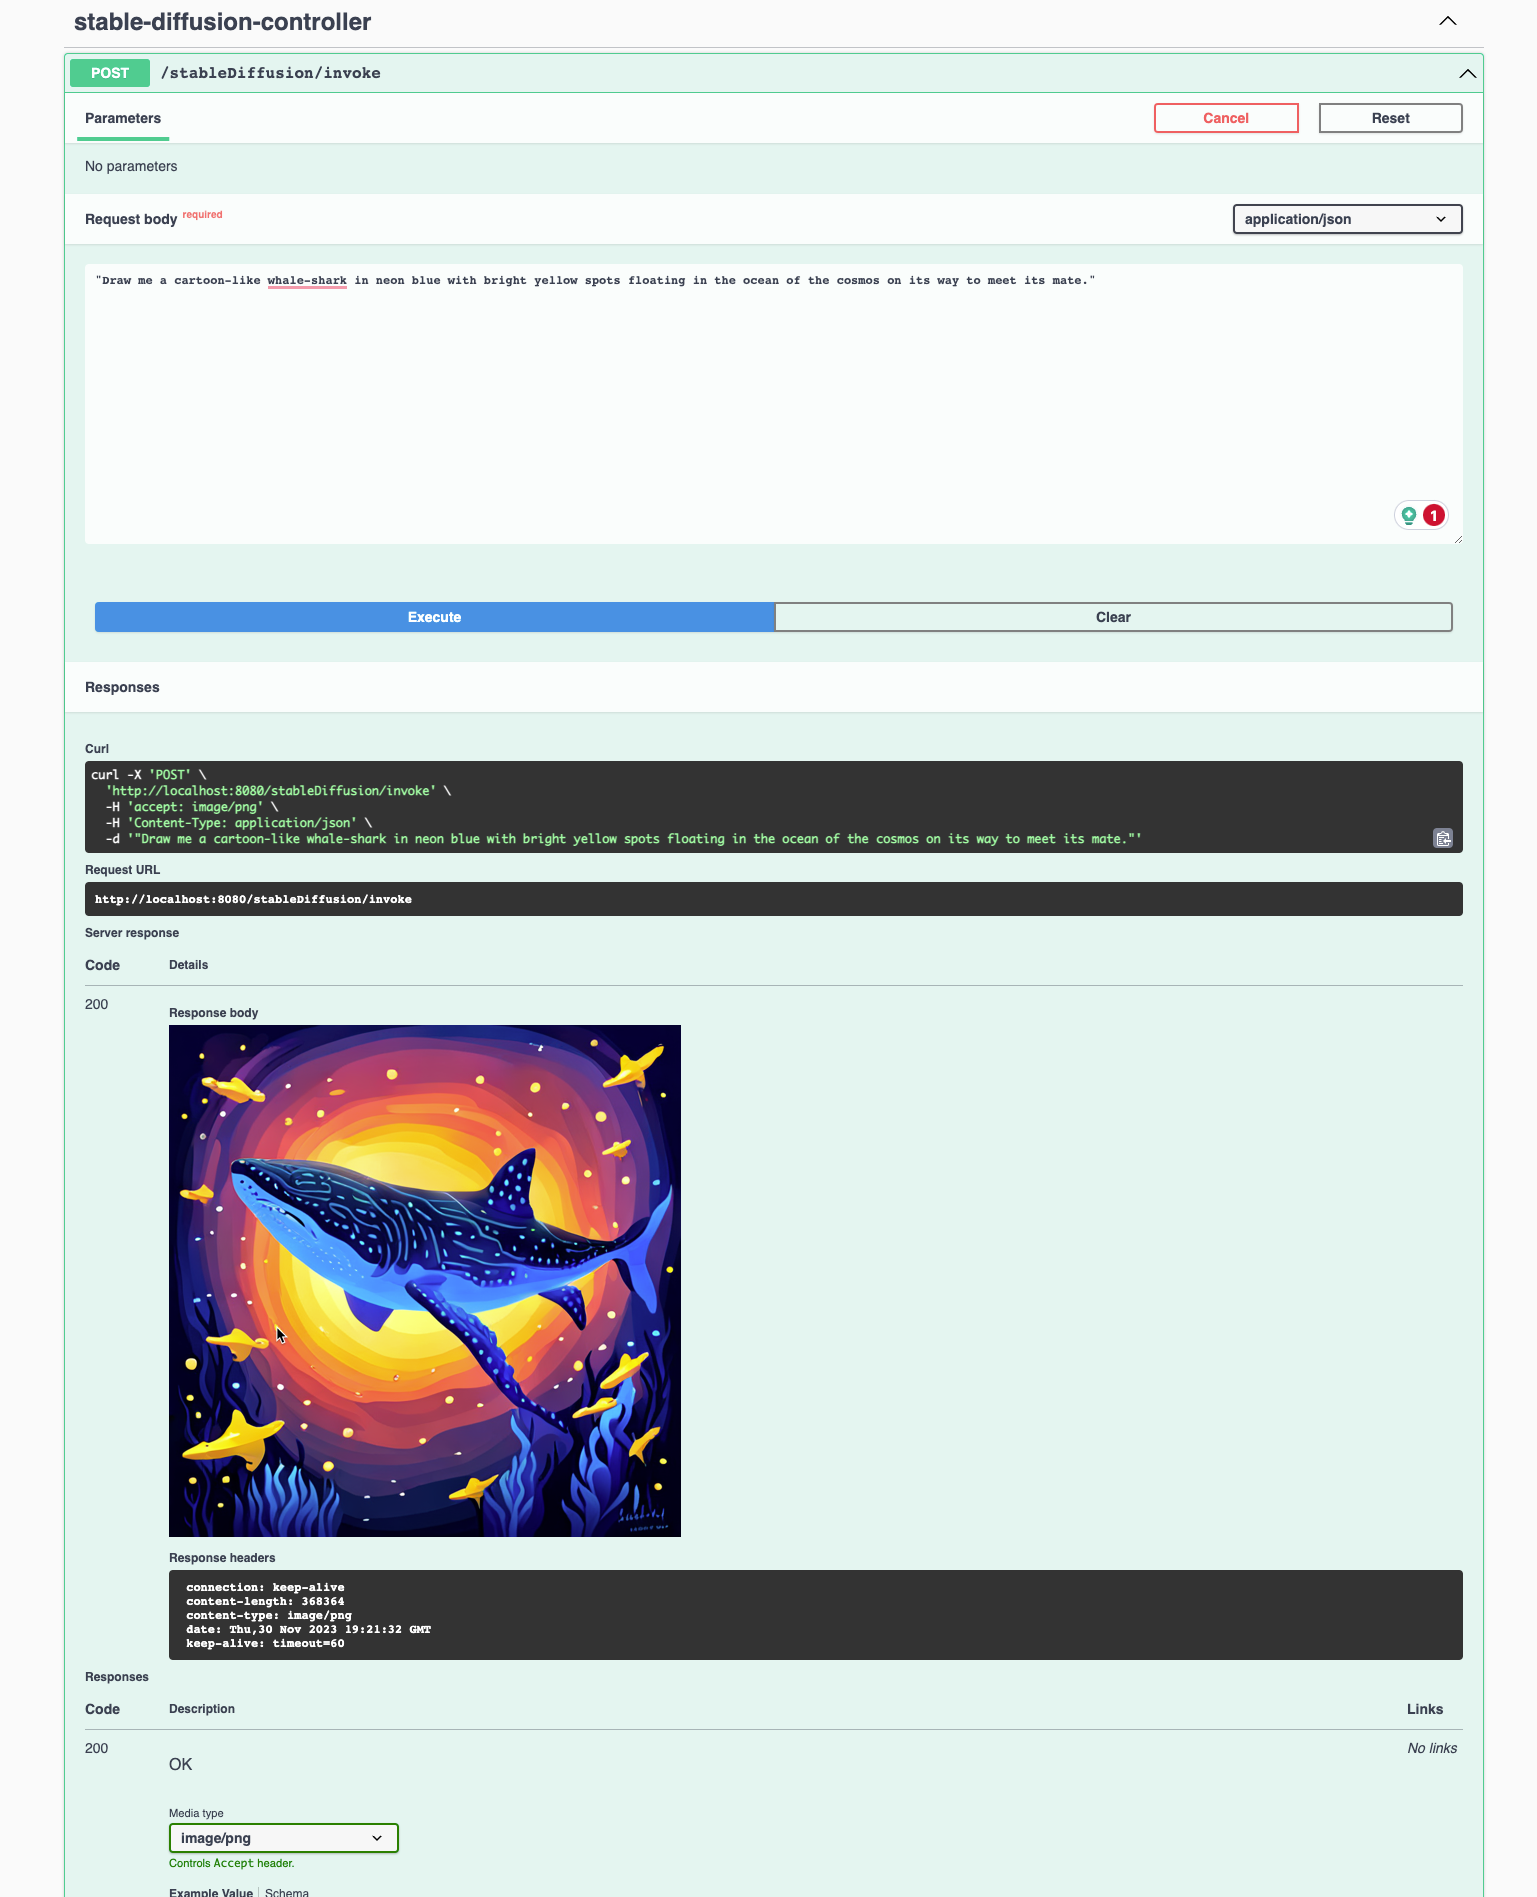 stable-diffusion-controller
POST /stableDiffusion/invoke
Parameters
Cancel
Reset
No parameters
Request body required
application/json
"Draw me a cartoon-like whale-shark in neon blue with bright yellow spots floating in the ocean of the cosmos on its way to meet its mate."
1
Execute
Clear
Responses
Curl
curl -X 'POST' \
'http://localhost:8080/stableDiffusion/invoke' \
-H 'accept: image/png' \
-H 'Content-Type: application/json' \
-d '"Draw me a cartoon-like whale-shark in neon blue with bright yellow spots floating in the ocean of the cosmos on its way to meet its mate."'
Request URL
http://localhost:8080/stableDiffusion/invoke
Server response
Code Details
200
Response body
Response headers
connection: keep-alive
content-length: 368364
content-type: image/png
date: Thu,30 Nov 2023 19:21:32 GMT
keep-alive: timeout=60
Responses
Code Description Links
200
OK
No links
Media type
image/png
Controls Accept header.
Example Value Schema